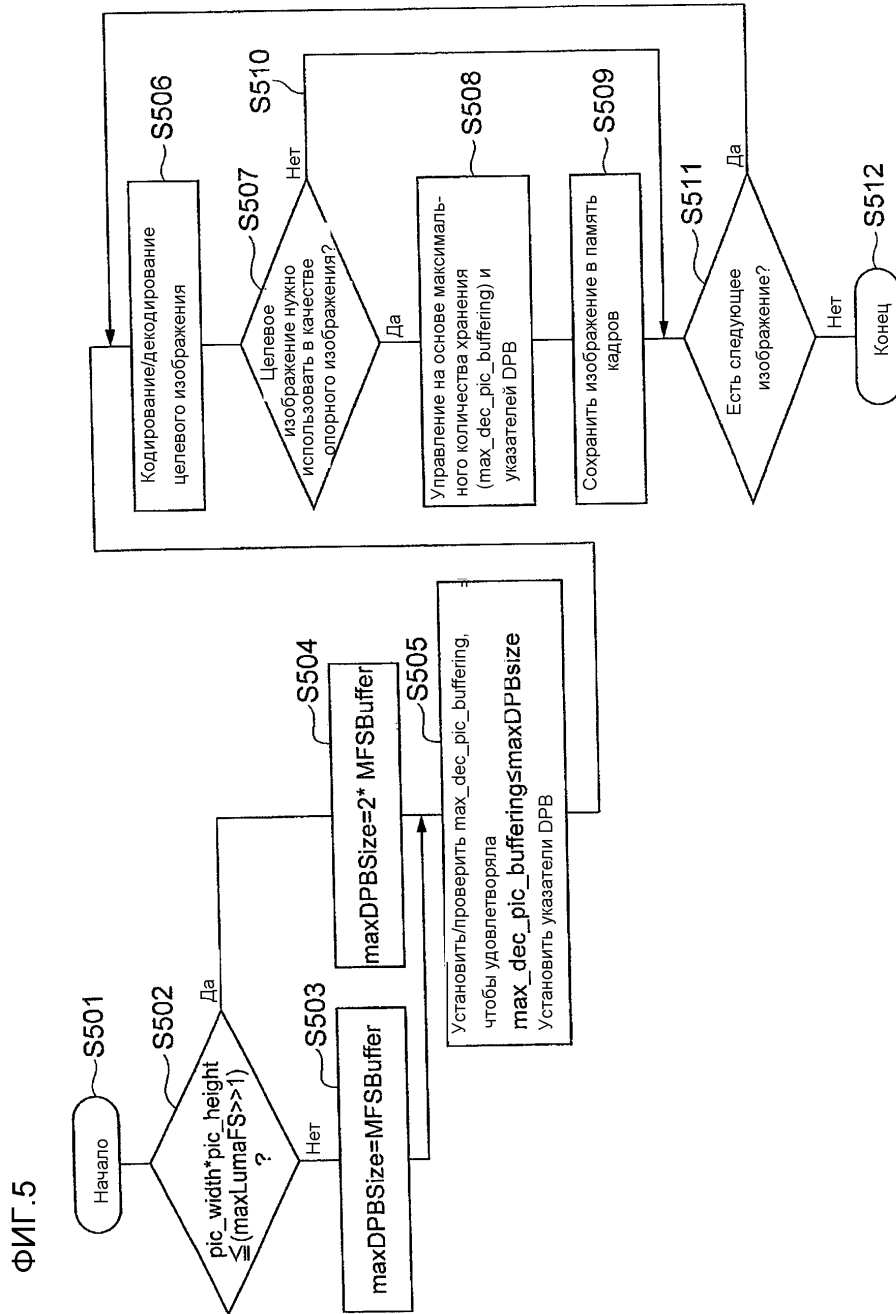 ФИГ.5
Начало
S501
S502
pic_width*pic_height
≦(maxLumaFS>>1)
?
Да
Нет
S503
maxDPBSize=MFSBuffer
S504
maxDPBSize=2* MFSBuffer
S505
Установить/проверить max_dec_pic_buffering,
чтобы удовлетворяла
max_dec_pic_buffering≤maxDPBsize
Установить указатели DPB
S506
Кодирование/декодирование
целевого изображения
S507
Целевое
изображение нужно
использовать в качестве
опорного изображения?
Нет
S510
Да
S508
Управление на основе максималь-
ного количества хранения
(max_dec_pic_buffering) и
указателей DPB
S509
Сохранить изображение в память
кадров
S511
Есть следующее
изображение?
Да
Нет
S512
Конец